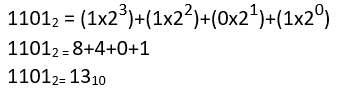 1101₂ = (1x2³)+(1x2²)+(0x2¹)+(1x2⁰)
1101₂ = 8+4+0+1
1101₂= 13₁₀